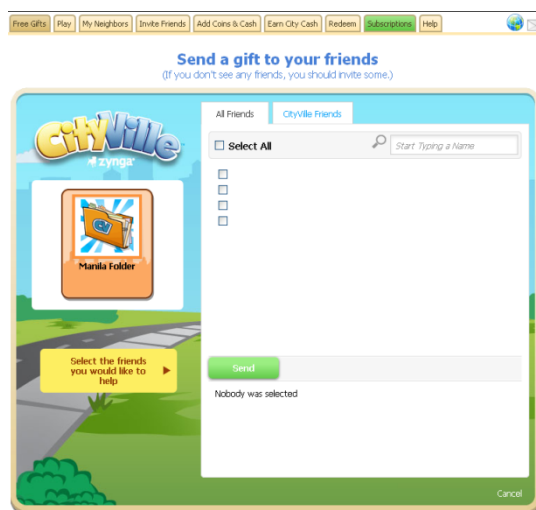 Free Gifts Play My Neighbors Invite Friends Add Coins & Cash Earn City Cash Redeem Subscriptions Help
Send a gift to your friends
(If you don't see any friends, you should invite some.)
All Friends CityVille Friends
CityVille
zynga
Select All Start Typing a Name
CV
Manila Folder
Select the friends
you would like to
help
Send
Nobody was selected
Cancel